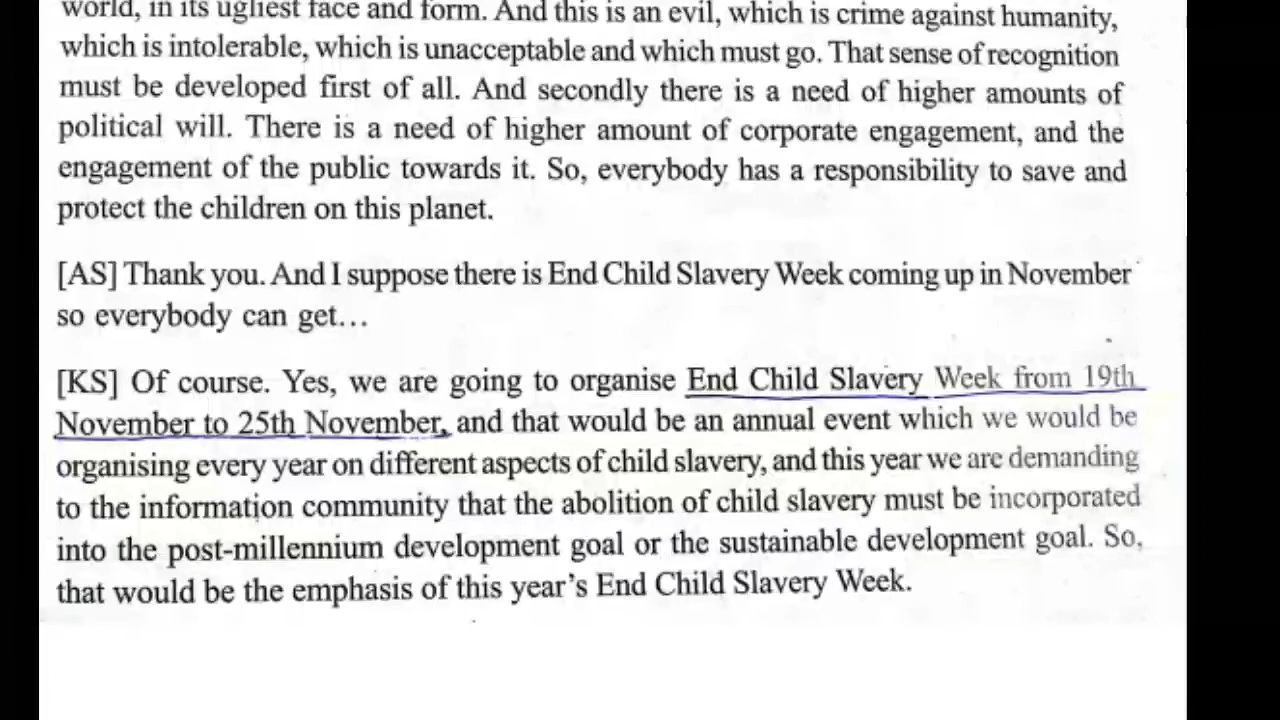 world, in its ugliest face and form. And this is an evil, which is crime against humanity,
which is intolerable, which is unacceptable and which must go. That sense of recognition
must be developed first of all. And secondly there is a need of higher amounts of
political will. There is a need of higher amount of corporate engagement, and the
engagement of the public towards it. So, everybody has a responsibility to save and
protect the children on this planet.
[AS] Thank you. And I suppose there is End Child Slavery Week coming up in November
so everybody can get…
[KS] Of course. Yes, we are going to organise End Child Slavery Week from 19th
November to 25th November, and that would be an annual event which we would be
organising every year on different aspects of child slavery, and this year we are demanding
to the information community that the abolition of child slavery must be incorporated
into the post-millennium development goal or the sustainable development goal. So,
that would be the emphasis of this year's End Child Slavery Week.